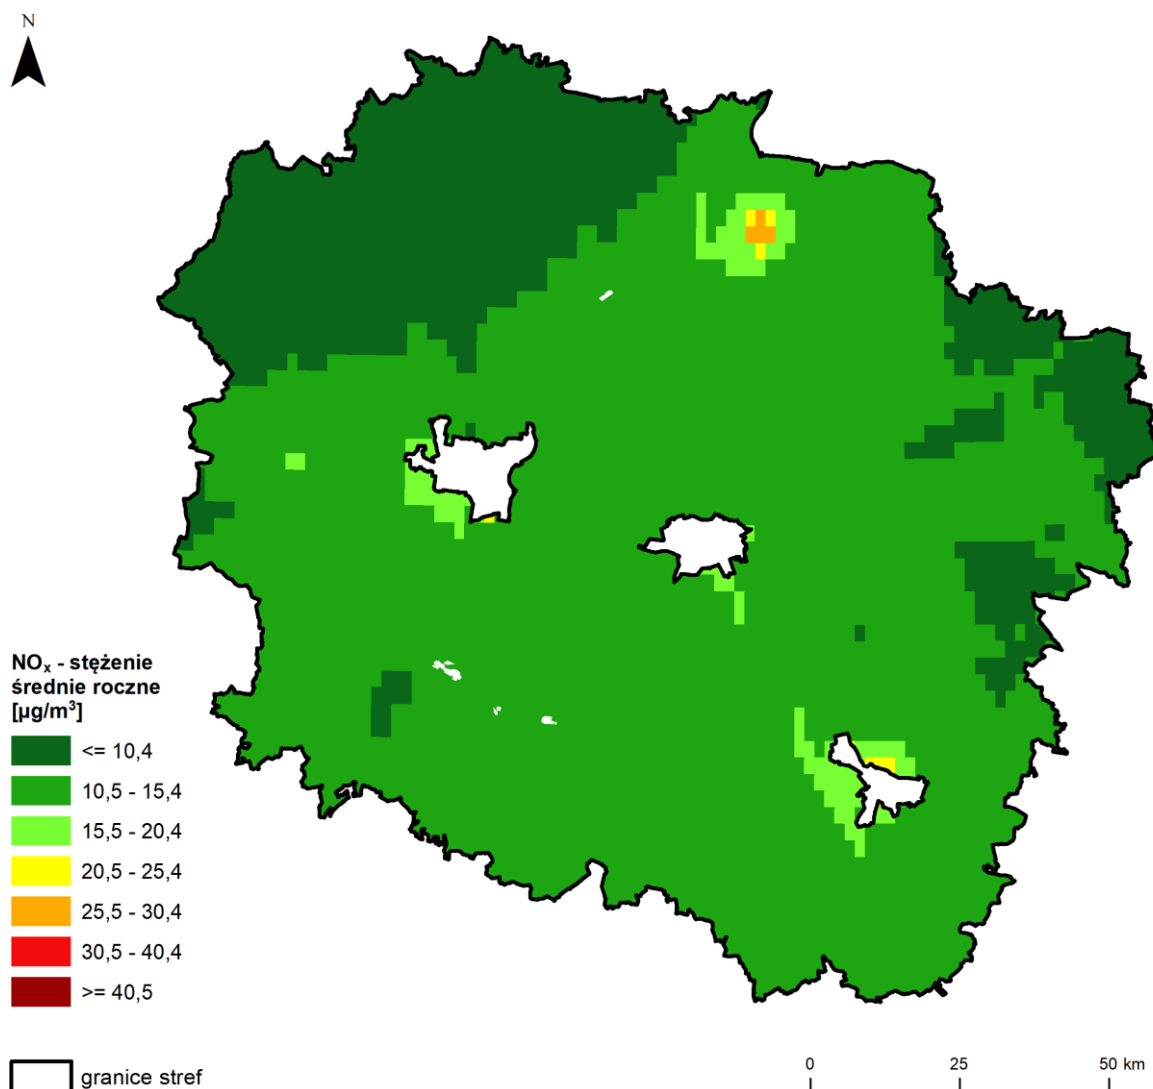 N
NOₓ - stężenie
średnie roczne
[µg/m³]
<= 10,4
10,5 - 15,4
15,5 - 20,4
20,5 - 25,4
25,5 - 30,4
30,5 - 40,4
>= 40,5
granice stref
0 25 50 km